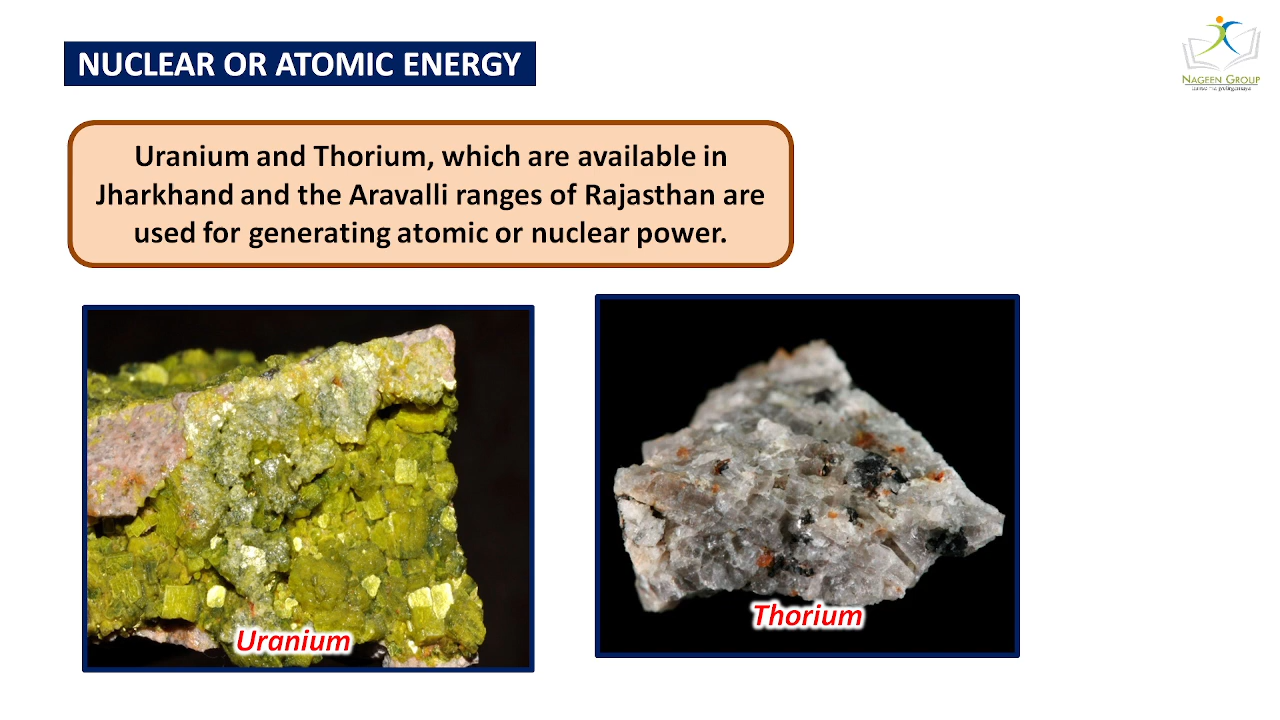 NUCLEAR OR ATOMIC ENERGY
NAGEEN GROUP
Uranium and Thorium, which are available in
Jharkhand and the Aravalli ranges of Rajasthan are
used for generating atomic or nuclear power.
Uranium
Thorium